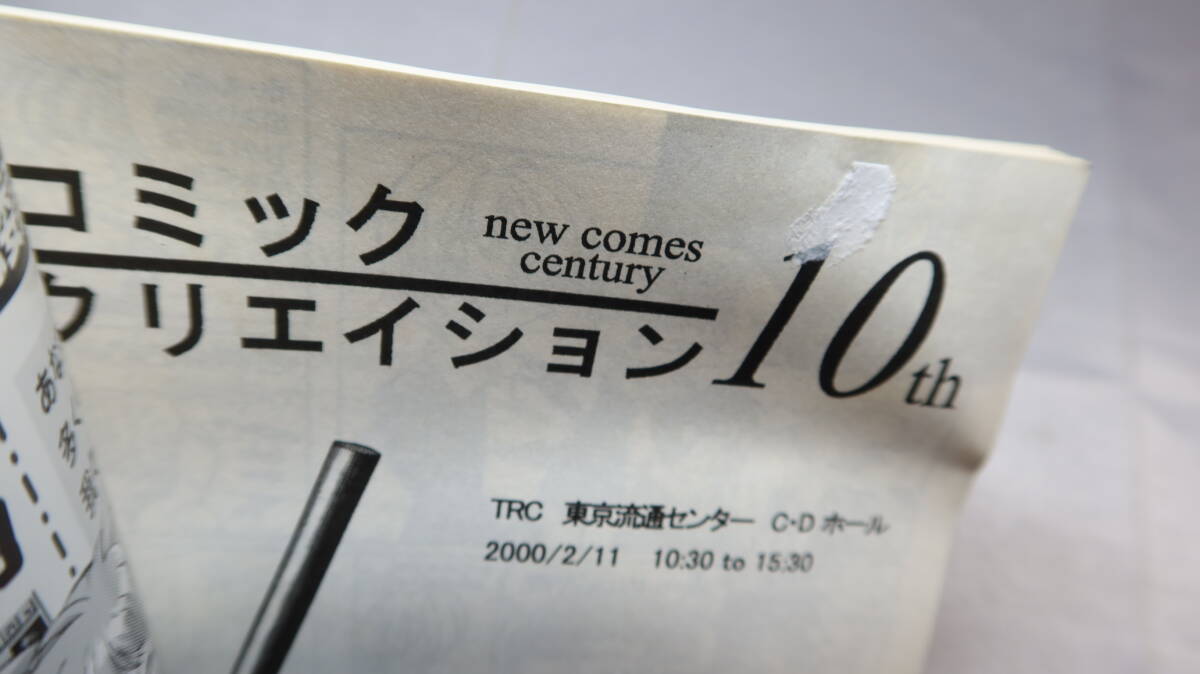 コミック
new comes
century
クリエイション
10th
TRC 東京流通センター C・D ホール
2000/2/11 10:30 to 15:30